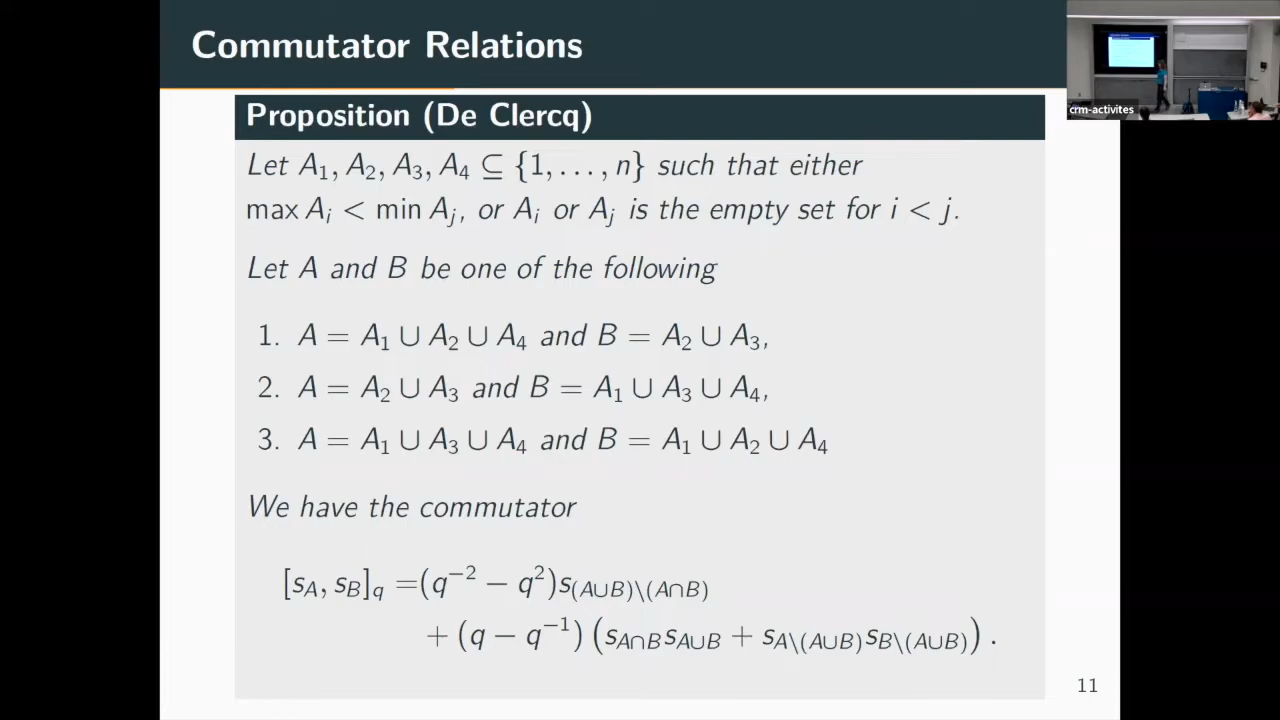 Commutator Relations
crm-activites
Proposition (De Clercq)
Let A₁, A₂, A₃, A₄ ⊆ {1, . . . , n} such that either
max Aᵢ < min Aⱼ, or Aᵢ or Aⱼ is the empty set for i < j.
Let A and B be one of the following
1. A = A₁ ∪ A₂ ∪ A₄ and B = A₂ ∪ A₃,
2. A = A₂ ∪ A₃ and B = A₁ ∪ A₃ ∪ A₄,
3. A = A₁ ∪ A₃ ∪ A₄ and B = A₁ ∪ A₂ ∪ A₄
We have the commutator
[s_A, s_B]_q =(q⁻² − q²)s_{(A∪B)\(A∩B)}
+ (q − q⁻¹) (s_{A∩B}s_{A∪B} + s_{A\(A∪B)}s_{B\(A∪B)}) .
11